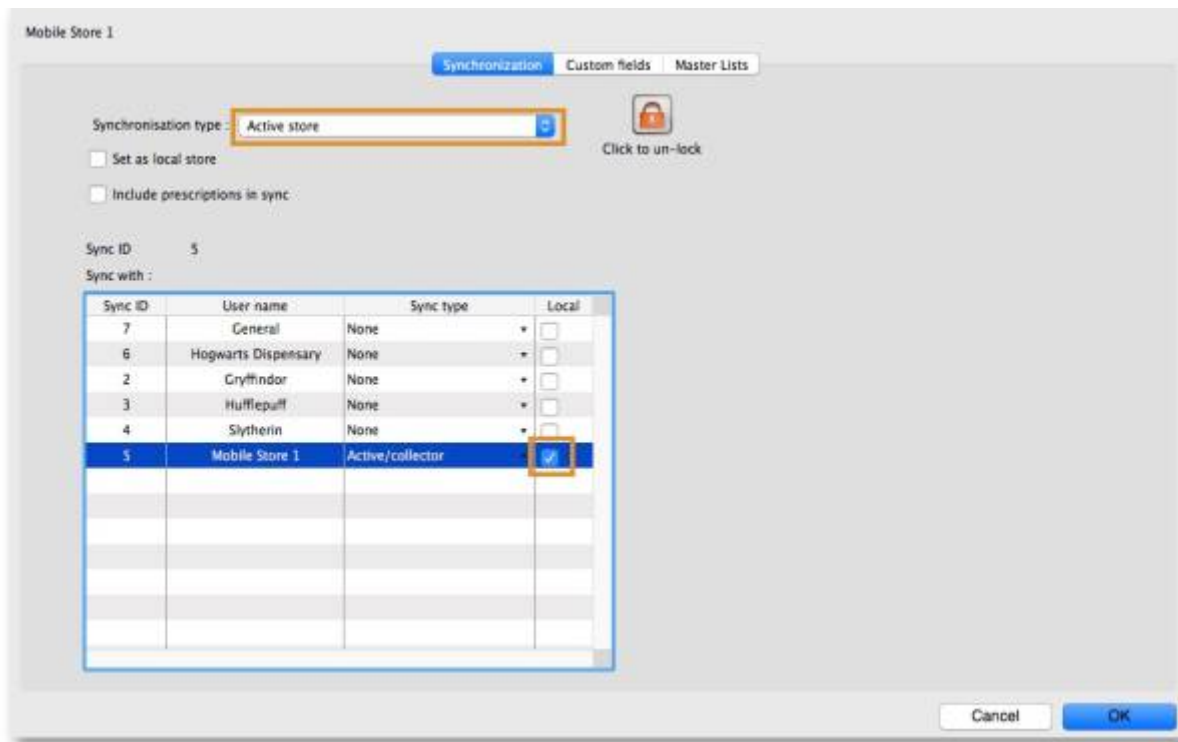 Mobile Store 1
Synchronization Custom fields Master Lists
Synchronisation type : Active store
Click to un-lock
Set as local store
Include prescriptions in sync
Sync ID 5
Sync with :
Sync ID User name Sync type Local
7 General None
6 Hogwarts Dispensary None
2 Gryffindor None
3 Hufflepuff None
4 Slytherin None
5 Mobile Store 1 Active/collector
Cancel OK